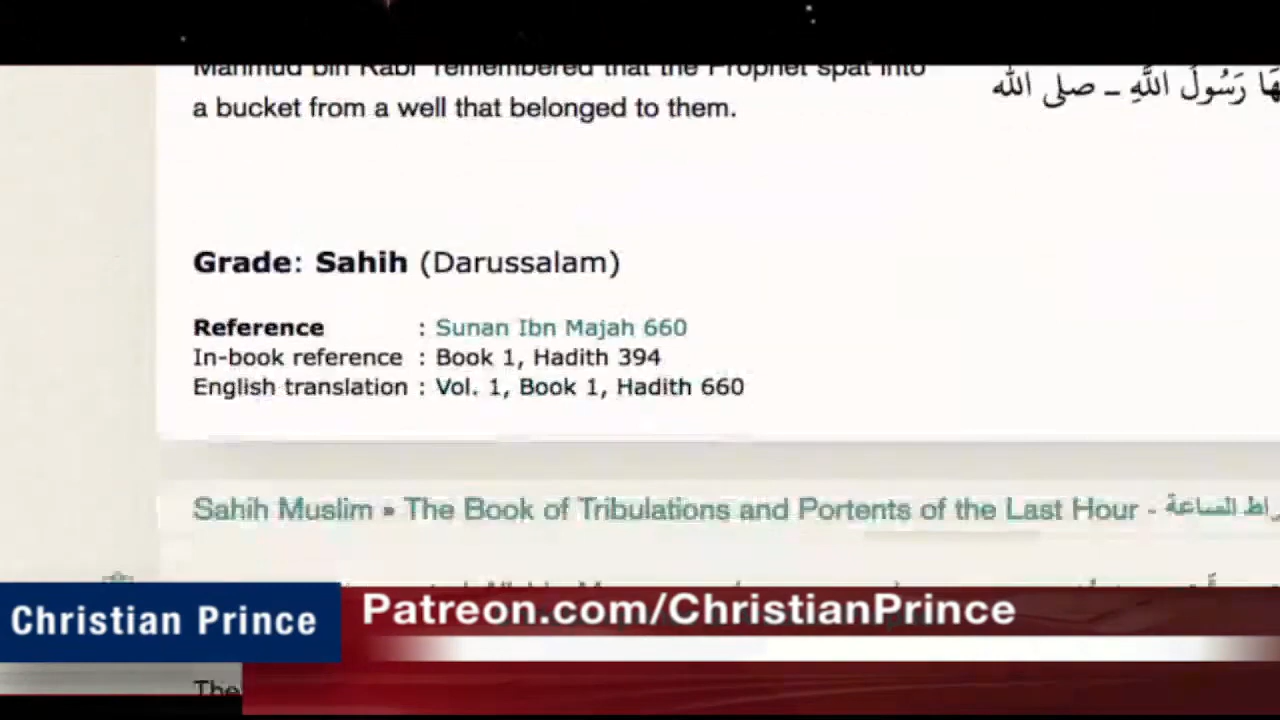 Mahmud bin Rabi' remembered that the Prophet spat into
a bucket from a well that belonged to them.
رَسُولَ اللَّهِ ـ صلى الله
Grade: Sahih (Darussalam)
Reference : Sunan Ibn Majah 660
In-book reference : Book 1, Hadith 394
English translation : Vol. 1, Book 1, Hadith 660
Sahih Muslim » The Book of Tribulations and Portents of the Last Hour - الساعة
Christian Prince
Patreon.com/ChristianPrince
The